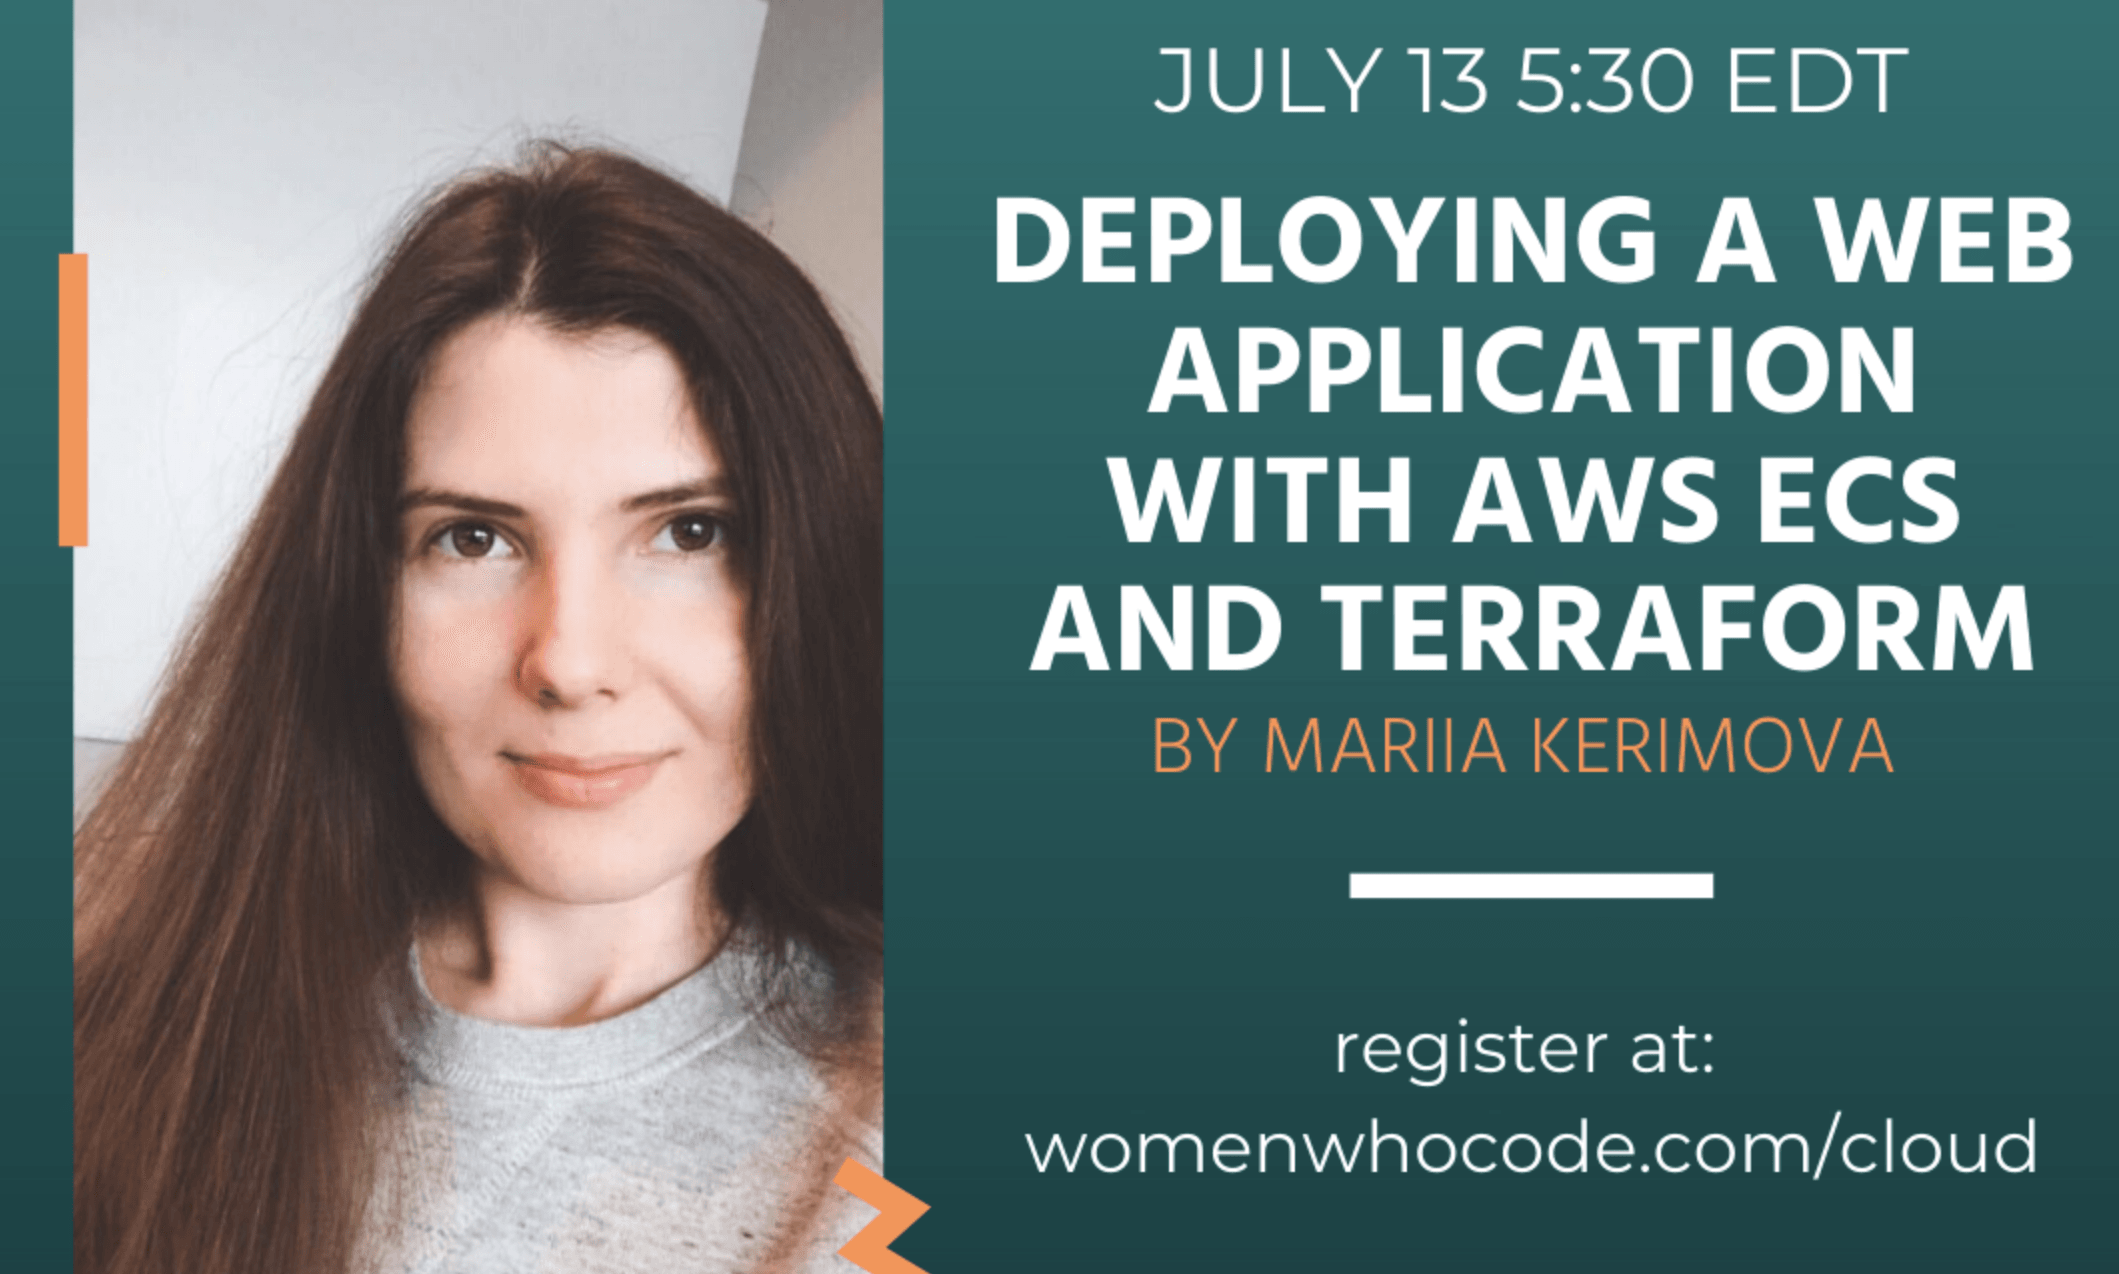 JULY 13 5:30 EDT
DEPLOYING A WEB
APPLICATION
WITH AWS ECS
AND TERRAFORM
BY MARIIA KERIMOVA
register at:
womenwhocode.com/cloud